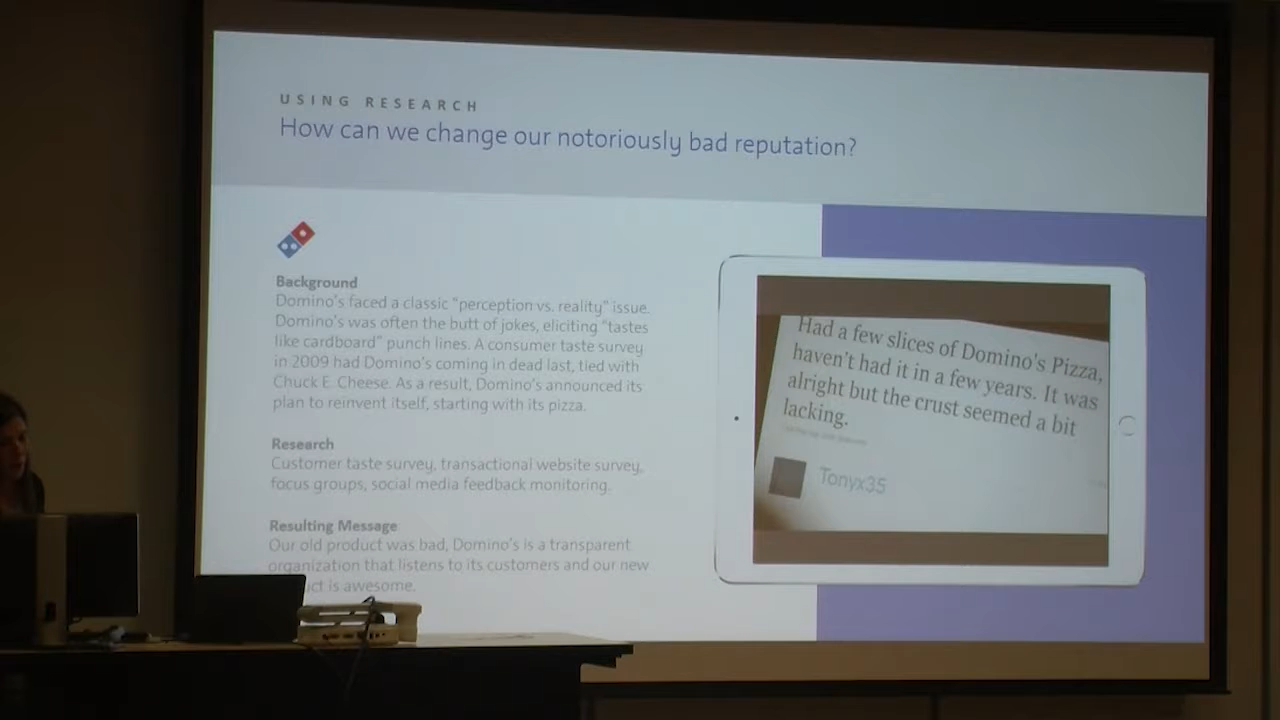 USING RESEARCH
How can we change our notoriously bad reputation?
Background
Domino's faced a classic "perception vs. reality" issue.
Domino's was often the butt of jokes, eliciting "tastes
like cardboard" punch lines. A consumer taste survey
in 2009 had Domino's coming in dead last, tied with
Chuck E. Cheese. As a result, Domino's announced its
plan to reinvent itself, starting with its pizza.
Research
Customer taste survey, transactional website survey,
focus groups, social media feedback monitoring.
Resulting Message
Our old product was bad, Domino's is a transparent
organization that listens to its customers and our new
is awesome.
Had a few slices of Domino's Pizza,
haven't had it in a few years. It was
alright but the crust seemed a bit
lacking.
Tonyx35